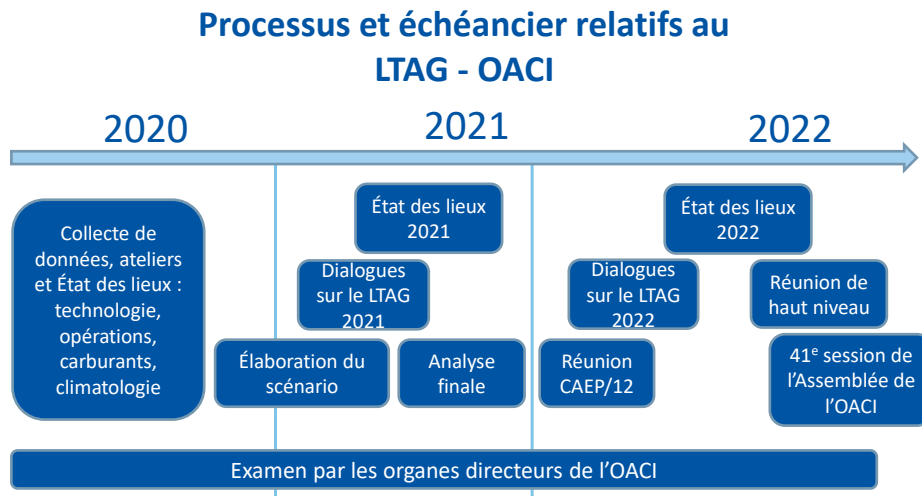 Processus et échéancier relatifs au
LTAG - OACI
2020
2021
2022
Collecte de
données, ateliers
et État des lieux :
technologie,
opérations,
carburants,
climatologie
État des lieux
2021
Dialogues
sur le LTAG
2021
Élaboration du
scénario
Analyse
finale
État des lieux
2022
Dialogues
sur le LTAG
2022
Réunion de
haut niveau
Réunion
CAEP/12
41e session de
l’Assemblée de
l’OACI
Examen par les organes directeurs de l’OACI